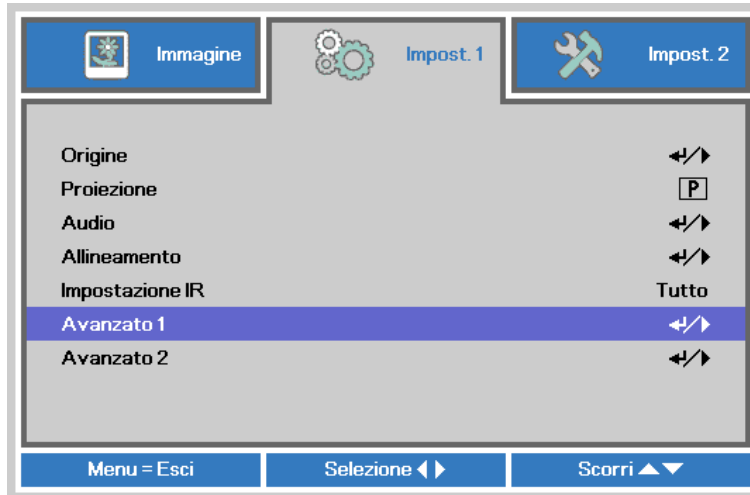 Immagine
Impost. 1
Impost. 2
Origine
Proiezione P
Audio
Allineamento
Impostazione IR Tutto
Avanzato 1
Avanzato 2
Menu = Esci
Selezione
Scorri